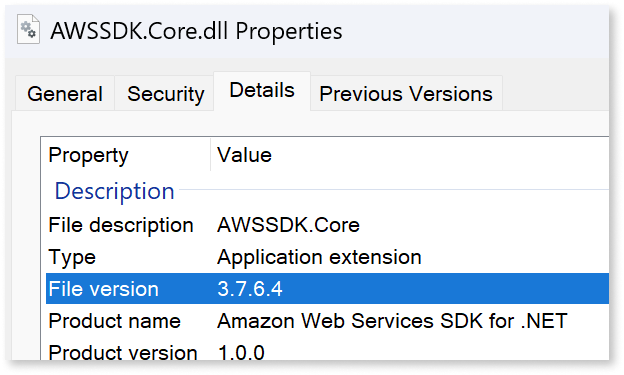 AWSSDK.Core.dll Properties
General Security Details Previous Versions
Property Value
Description
File description AWSSDK.Core
Type Application extension
File version 3.7.6.4
Product name Amazon Web Services SDK for .NET
Product version 1.0.0